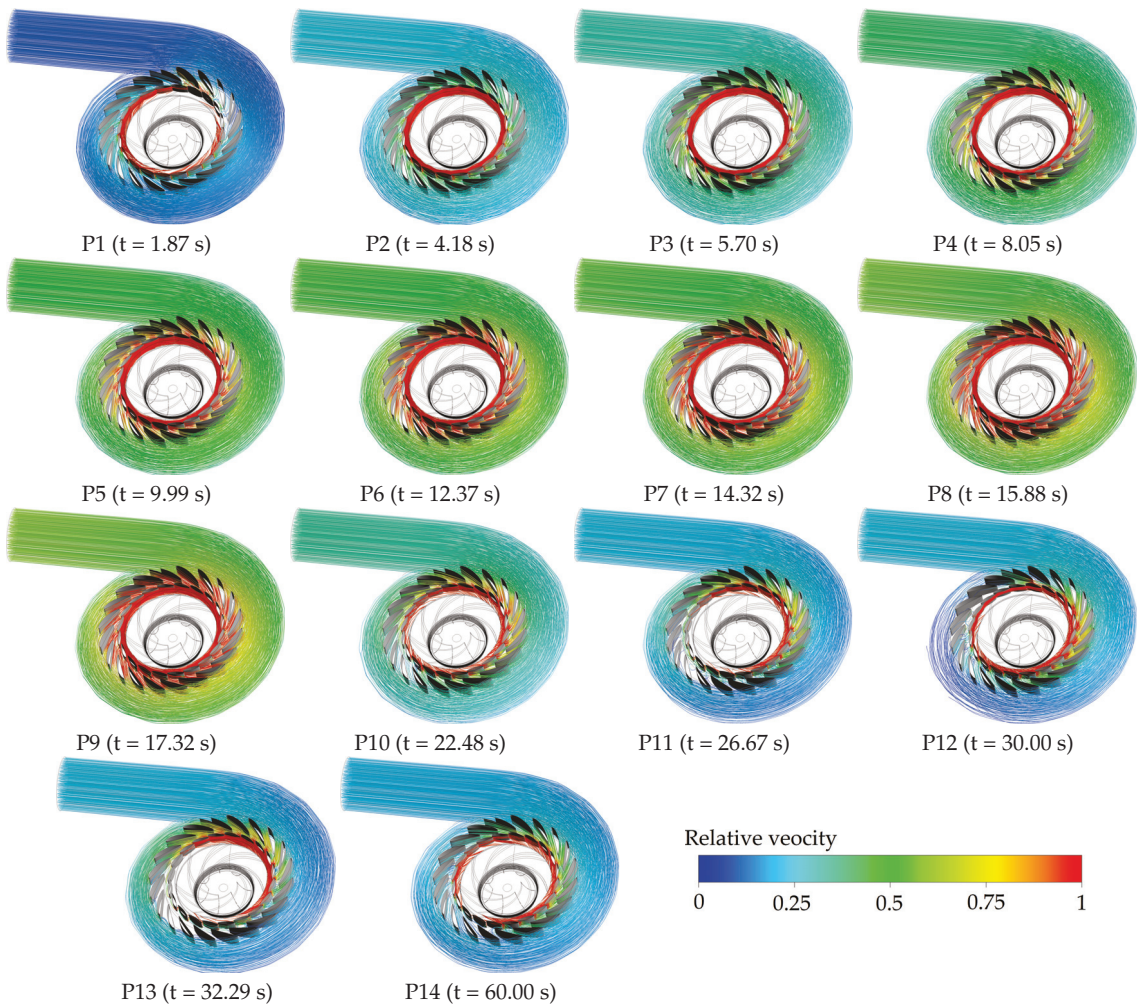 P1 (t = 1.87 s)
P2 (t = 4.18 s)
P3 (t = 5.70 s)
P4 (t = 8.05 s)
P5 (t = 9.99 s)
P6 (t = 12.37 s)
P7 (t = 14.32 s)
P8 (t = 15.88 s)
P9 (t = 17.32 s)
P10 (t = 22.48 s)
P11 (t = 26.67 s)
P12 (t = 30.00 s)
P13 (t = 32.29 s)
P14 (t = 60.00 s)
Relative veocity
0 0.25 0.5 0.75 1